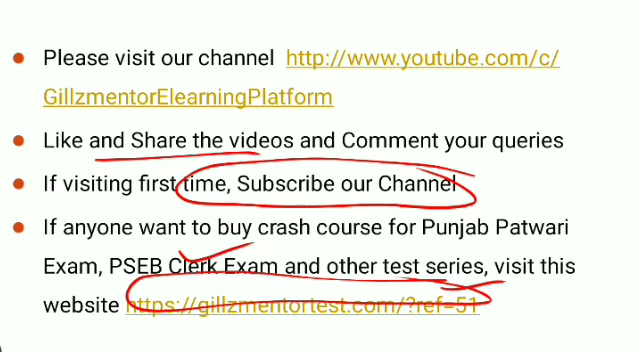 Please visit our channel http://www.youtube.com/c/
GillzmentorElearningPlatform
Like and Share the videos and Comment your queries
If visiting first time, Subscribe our Channel
If anyone want to buy crash course for Punjab Patwari
Exam, PSEB Clerk Exam and other test series, visit this
website https://gillzmentortest.com/?ref=51